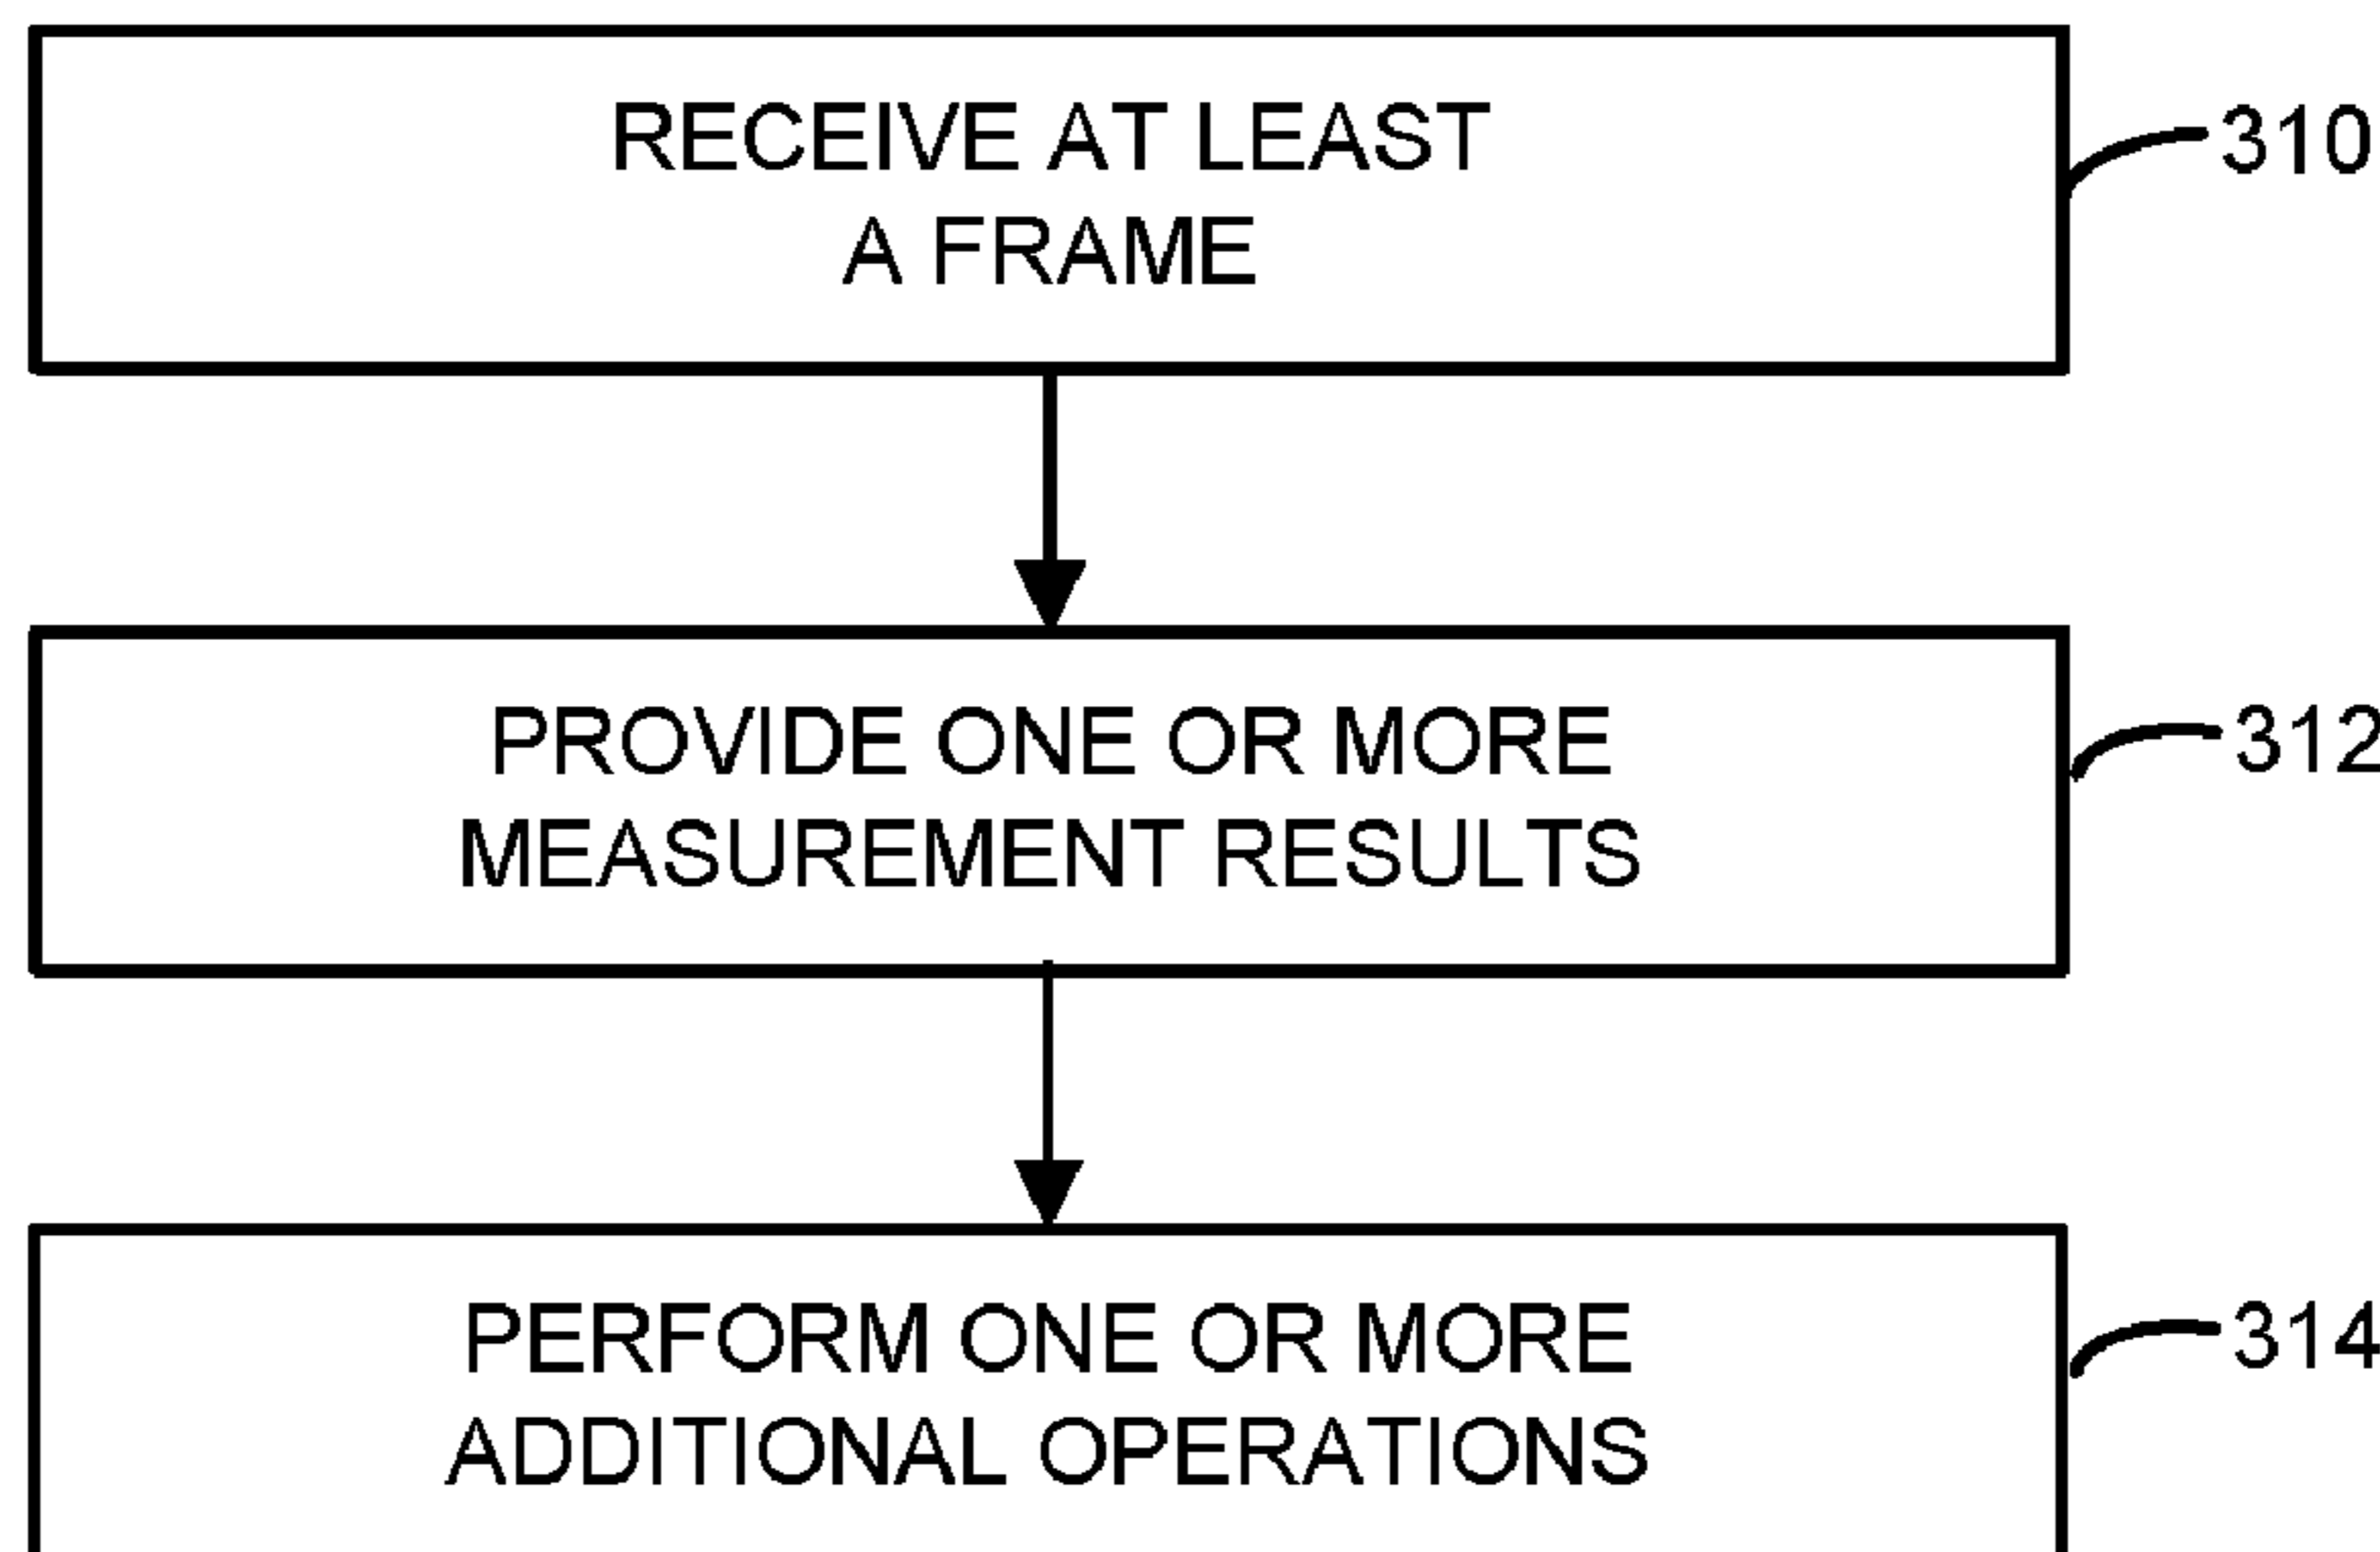 RECEIVE AT LEAST
A FRAME
310
PROVIDE ONE OR MORE
MEASUREMENT RESULTS
312
PERFORM ONE OR MORE
ADDITIONAL OPERATIONS
314